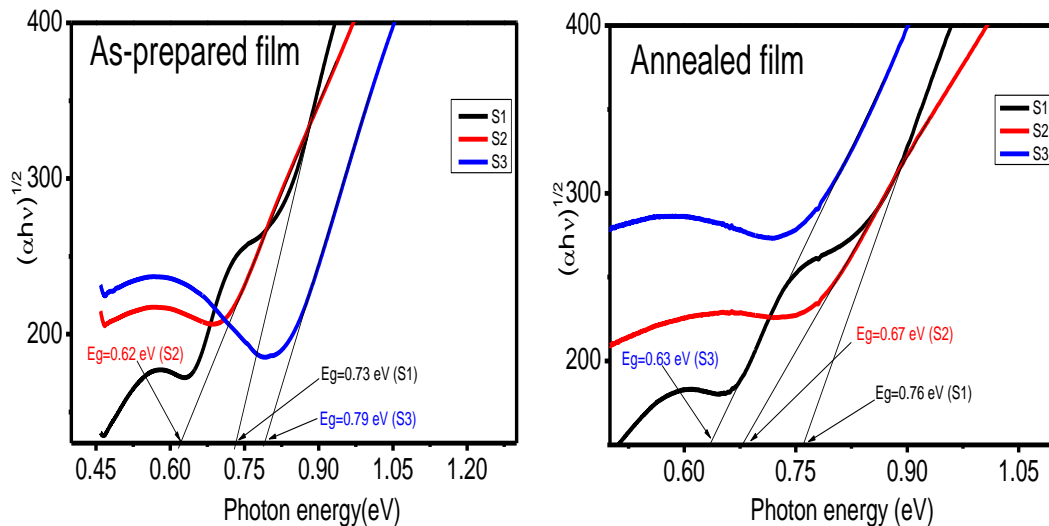 As-prepared film
S1
S2
S3
Eg=0.62 eV (S2)
Eg=0.73 eV (S1)
Eg=0.79 eV (S3)
400
300
200
(αhν)^1/2
0.45 0.60 0.75 0.90 1.05 1.20
Photon energy(eV)
Annealed film
S1
S2
S3
Eg=0.63 eV (S3)
Eg=0.67 eV (S2)
Eg=0.76 eV (S1)
400
300
200
(αhν)^1/2
0.60 0.75 0.90 1.05
Photon energy (eV)